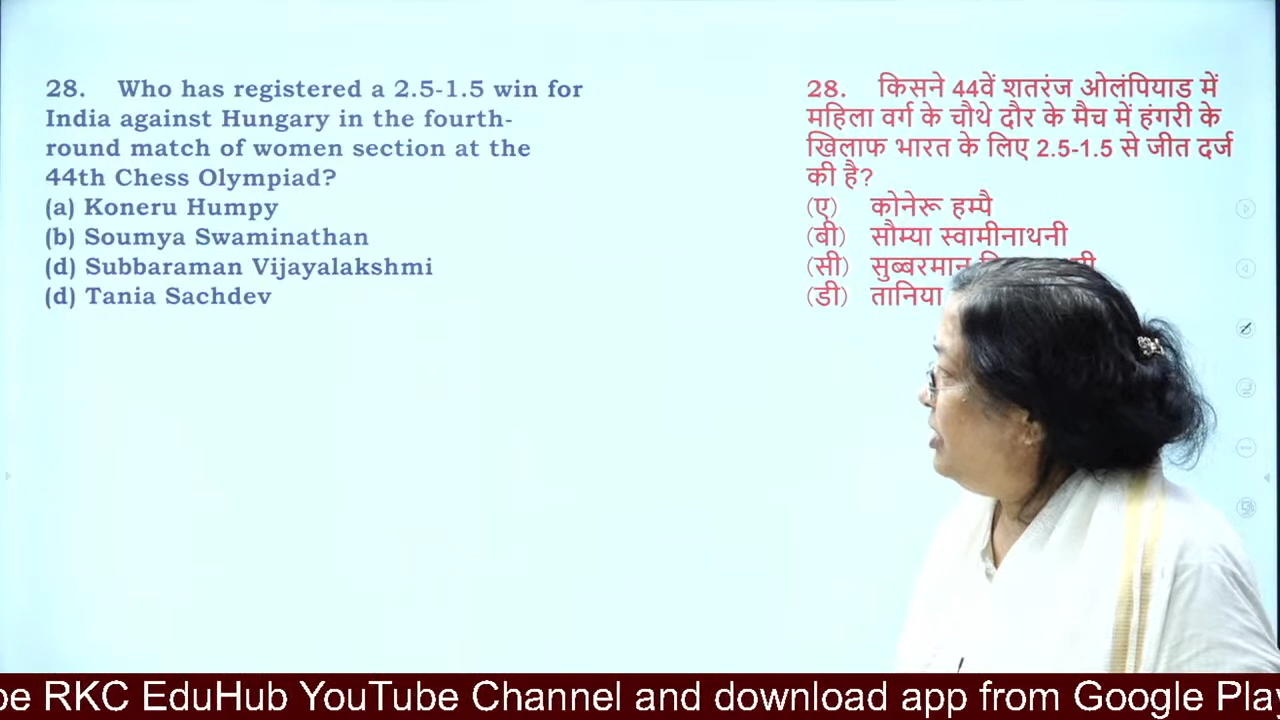 28. Who has registered a 2.5-1.5 win for
India against Hungary in the fourth-
round match of women section at the
44th Chess Olympiad?
(a) Koneru Humpy
(b) Soumya Swaminathan
(d) Subbaraman Vijayalakshmi
(d) Tania Sachdev
28. किसने 44वें शतरंज ओलंपियाड में
महिला वर्ग के चौथे दौर के मैच में हंगरी के
खिलाफ भारत के लिए 2.5-1.5 से जीत दर्ज
की है?
(ए) कोनेरू हम्पै
(बी) सौम्या स्वामीनाथनी
(सी) सुब्बरमान
(डी) तानिया
be RKC EduHub YouTube Channel and download app from Google Play